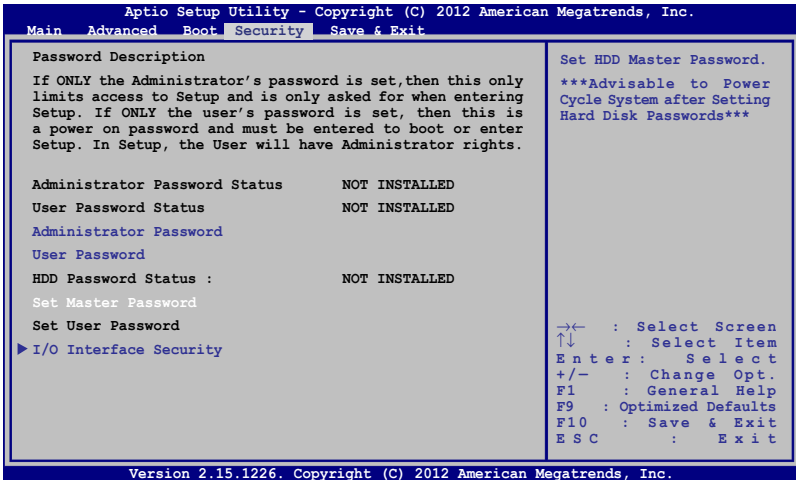 Aptio Setup Utility - Copyright (C) 2012 American Megatrends, Inc.
Main Advanced Boot Security Save & Exit
Password Description
If ONLY the Administrator's password is set,then this only
limits access to Setup and is only asked for when entering
Setup. If ONLY the user's password is set, then this is
a power on password and must be entered to boot or enter
Setup. In Setup, the User will have Administrator rights.
Administrator Password Status NOT INSTALLED
User Password Status NOT INSTALLED
Administrator Password
User Password
HDD Password Status : NOT INSTALLED
Set Master Password
Set User Password
I/O Interface Security
Set HDD Master Password.
***Advisable to Power
Cycle System after Setting
Hard Disk Passwords***
→← : Select Screen
↑↓ : Select Item
Enter: Select
+/— : Change Opt.
F1 : General Help
F9 : Optimized Defaults
F10 : Save & Exit
ESC : Exit
Version 2.15.1226. Copyright (C) 2012 American Megatrends, Inc.